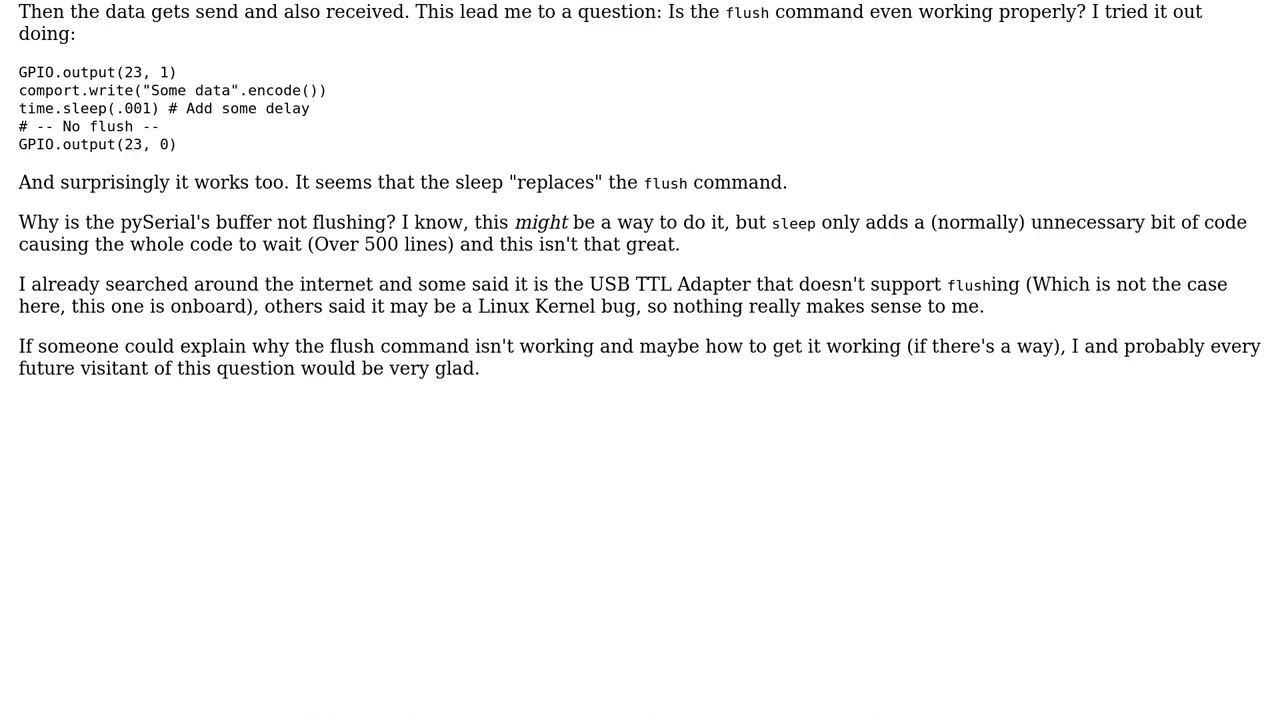 Then the data gets send and also received. This lead me to a question: Is the flush command even working properly? I tried it out
doing:
GPIO.output(23, 1)
comport.write("Some data".encode())
time.sleep(.001) # Add some delay
# -- No flush --
GPIO.output(23, 0)
And surprisingly it works too. It seems that the sleep "replaces" the flush command.
Why is the pySerial's buffer not flushing? I know, this might be a way to do it, but sleep only adds a (normally) unnecessary bit of code
causing the whole code to wait (Over 500 lines) and this isn't that great.
I already searched around the internet and some said it is the USB TTL Adapter that doesn't support flushing (Which is not the case
here, this one is onboard), others said it may be a Linux Kernel bug, so nothing really makes sense to me.
If someone could explain why the flush command isn't working and maybe how to get it working (if there's a way), I and probably every
future visitant of this question would be very glad.